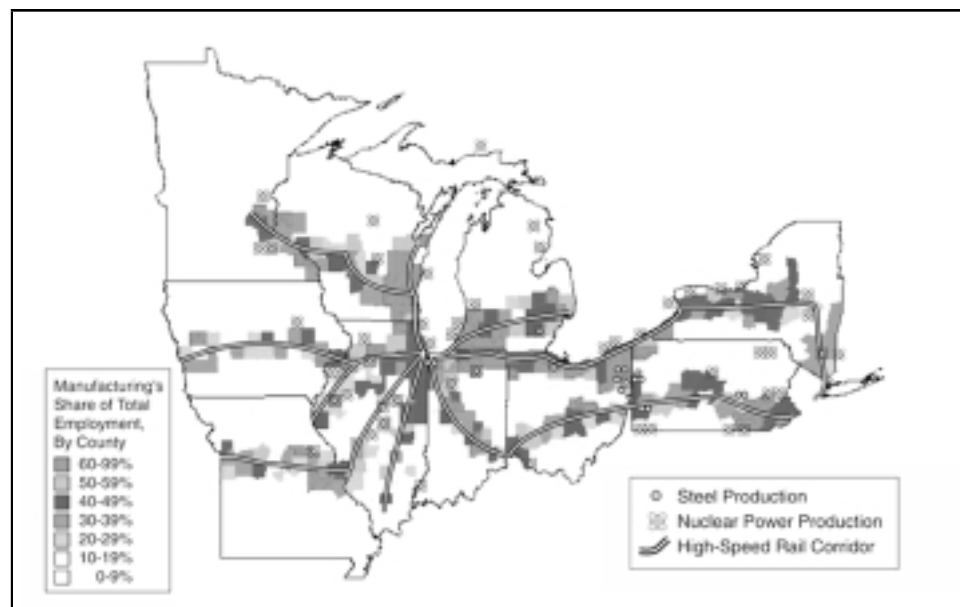 Manufacturing's
Share of Total
Employment,
By County
60-99%
50-59%
40-49%
30-39%
20-29%
10-19%
0-9%
Steel Production
Nuclear Power Production
High-Speed Rail Corridor